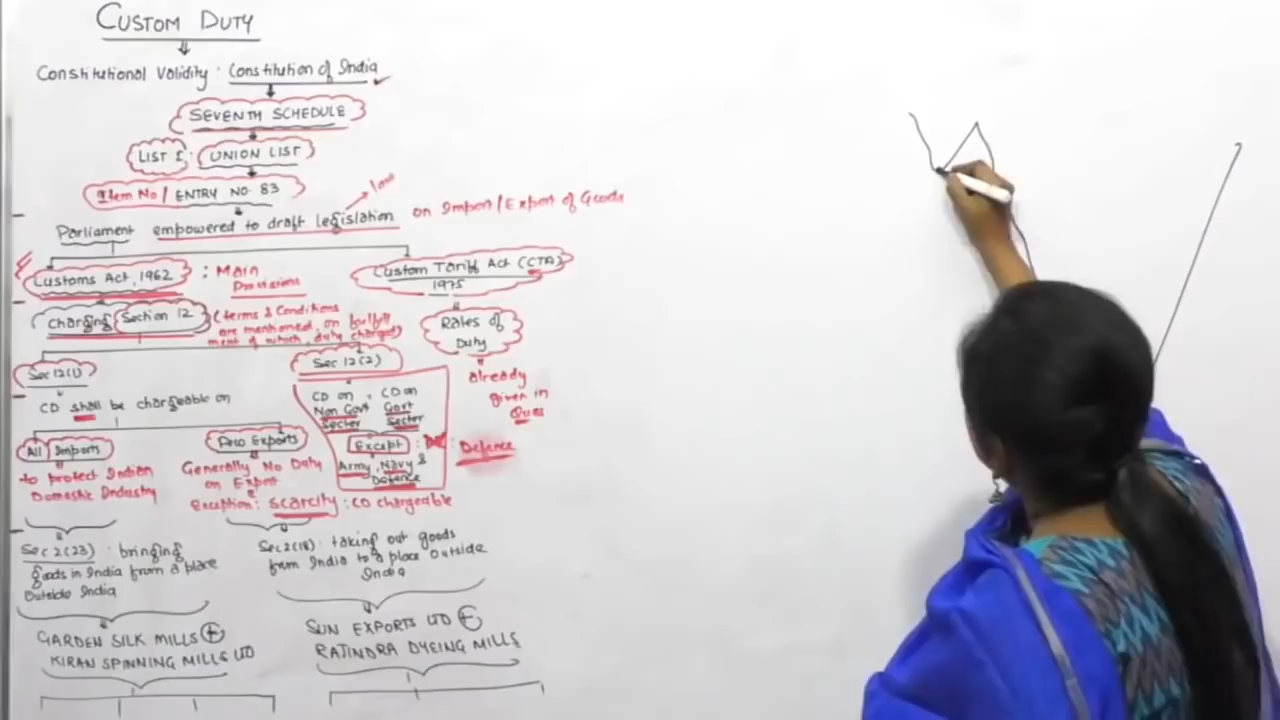 CUSTOM DUTY
Constitutional Validity : Constitution of India
SEVENTH SCHEDULE
LIST I : UNION LIST
Item No / ENTRY NO 83
law
Parliament empowered to draft legislation on Import/Export of Goods
Customs Act, 1962 : Main Provisions
Custom Tariff Act (CTA) 1975
Charging Section 12 (terms & Conditions
are mentioned, on fullfill
ment of which, duty charged)
Rates of
Duty
already
given in
Ques
Sec 12(1)
CD shall be chargeable on
All Imports
to protect Indian
Domestic Industry
Exports
Generally No Duty
on Export
Exception: Scarcity : CD chargeable
Sec 12(2)
CD on Non Govt Sector
CD on Govt Sector
Except : Defence
Army, Navy &
Defence
Sec 2(23) : bringing
goods in India from a place
outside India
Sec 2(18) : taking out goods
from India to a place outside
India
GARDEN SILK MILLS
KIRAN SPINNING MILLS LTD
SUN EXPORTS LTD
RAJINDRA DYEING MILLS